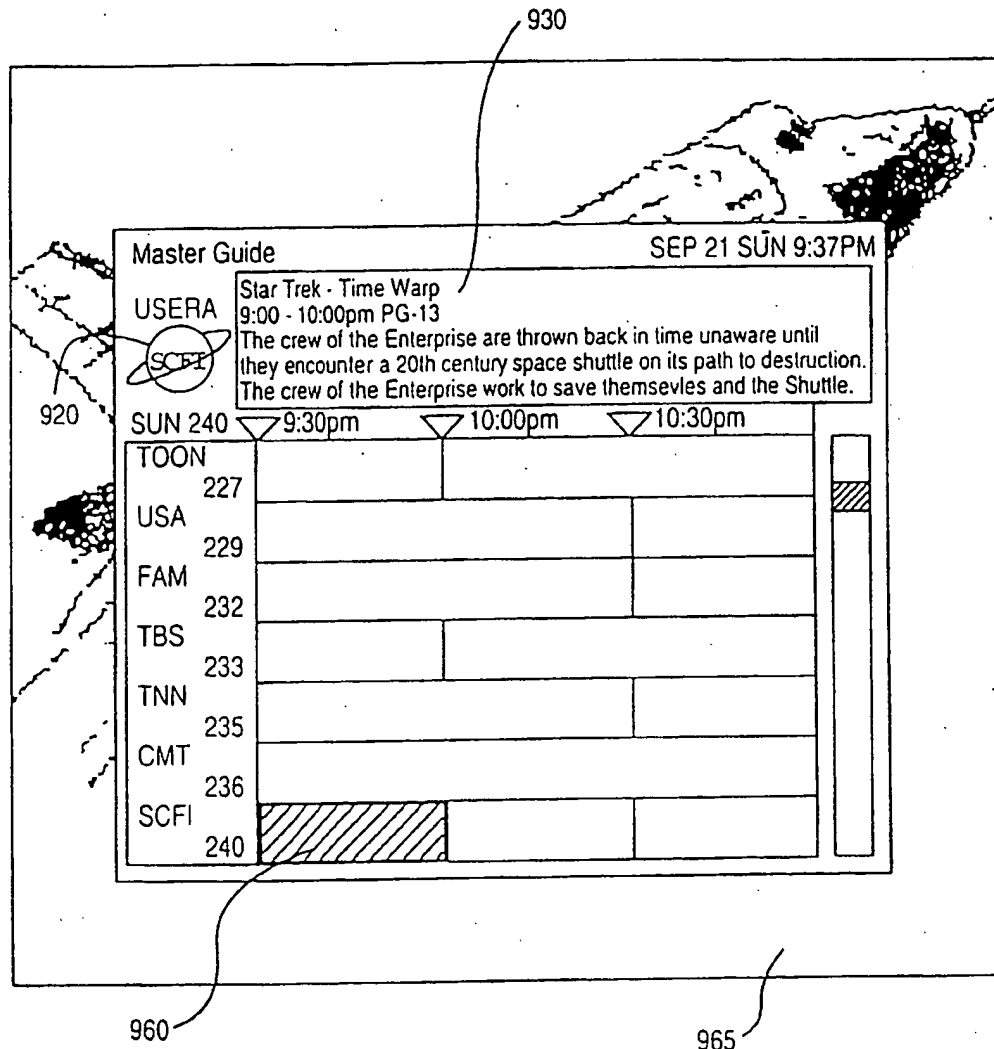 930
Master Guide SEP 21 SUN 9:37PM
USERA
Star Trek - Time Warp
9:00 - 10:00pm PG-13
The crew of the Enterprise are thrown back in time unaware until
they encounter a 20th century space shuttle on its path to destruction.
The crew of the Enterprise work to save themsevles and the Shuttle.
SCFI
920
SUN 240 9:30pm 10:00pm 10:30pm
TOON
227
USA
229
FAM
232
TBS
233
TNN
235
CMT
236
SCFI
240
960
965